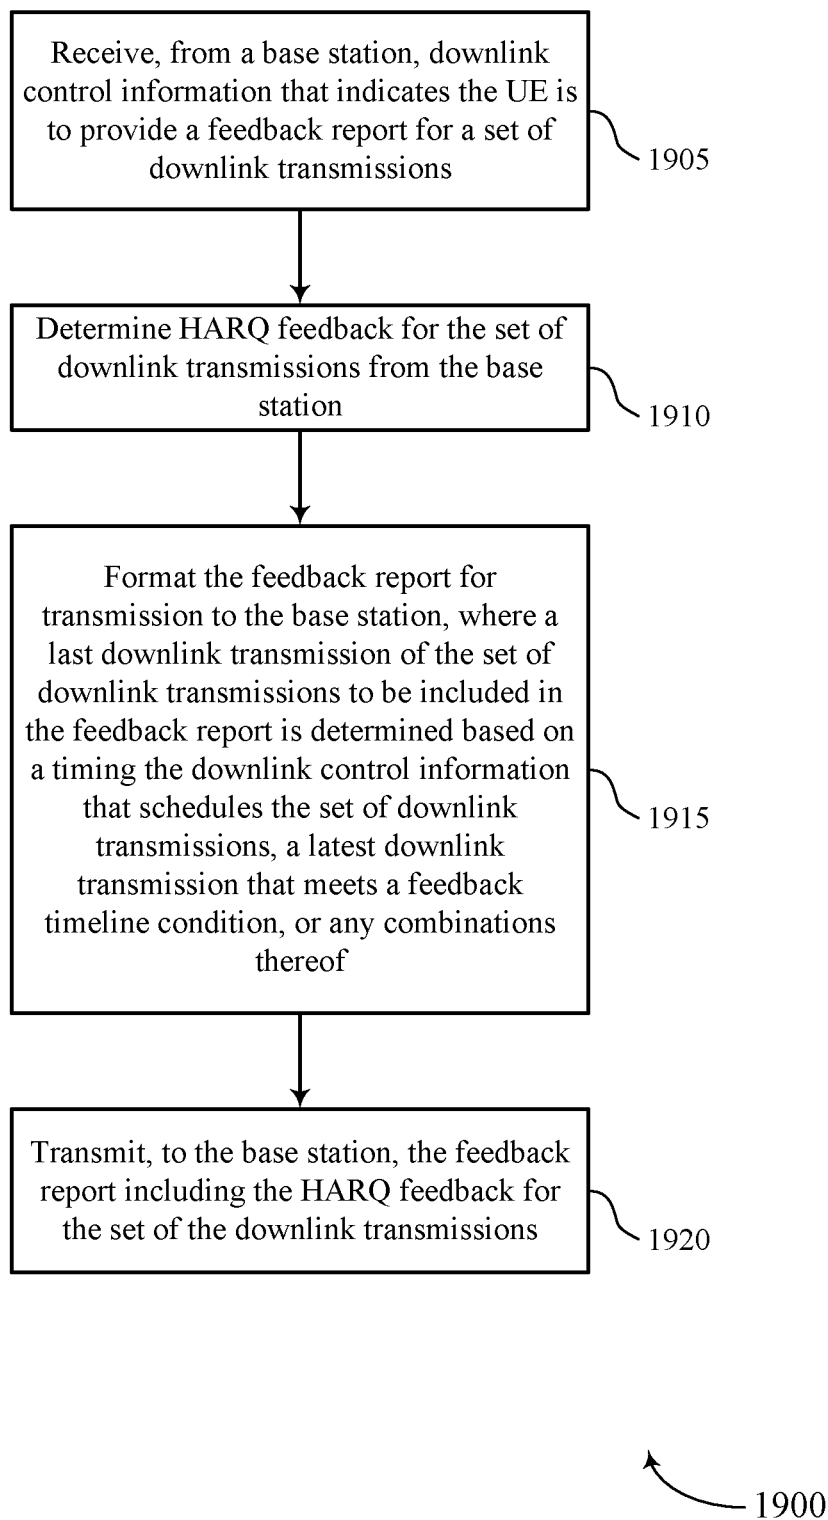 Receive, from a base station, downlink
control information that indicates the UE is
to provide a feedback report for a set of
downlink transmissions
1905
Determine HARQ feedback for the set of
downlink transmissions from the base
station
1910
Format the feedback report for
transmission to the base station, where a
last downlink transmission of the set of
downlink transmissions to be included in
the feedback report is determined based on
a timing the downlink control information
that schedules the set of downlink
transmissions, a latest downlink
transmission that meets a feedback
timeline condition, or any combinations
thereof
1915
Transmit, to the base station, the feedback
report including the HARQ feedback for
the set of the downlink transmissions
1920
1900